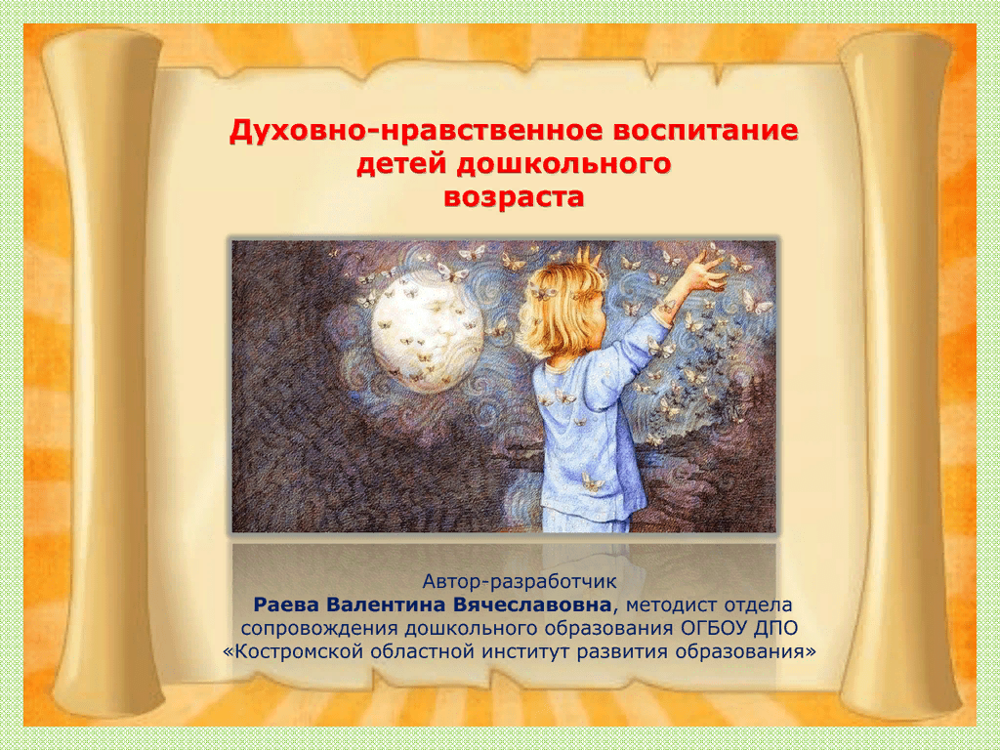 Духовно-нравственное воспитание
детей дошкольного
возраста
Автор-разработчик
Раева Валентина Вячеславовна, методист отдела
сопровождения дошкольного образования ОГБОУ ДПО
«Костромской областной институт развития образования»